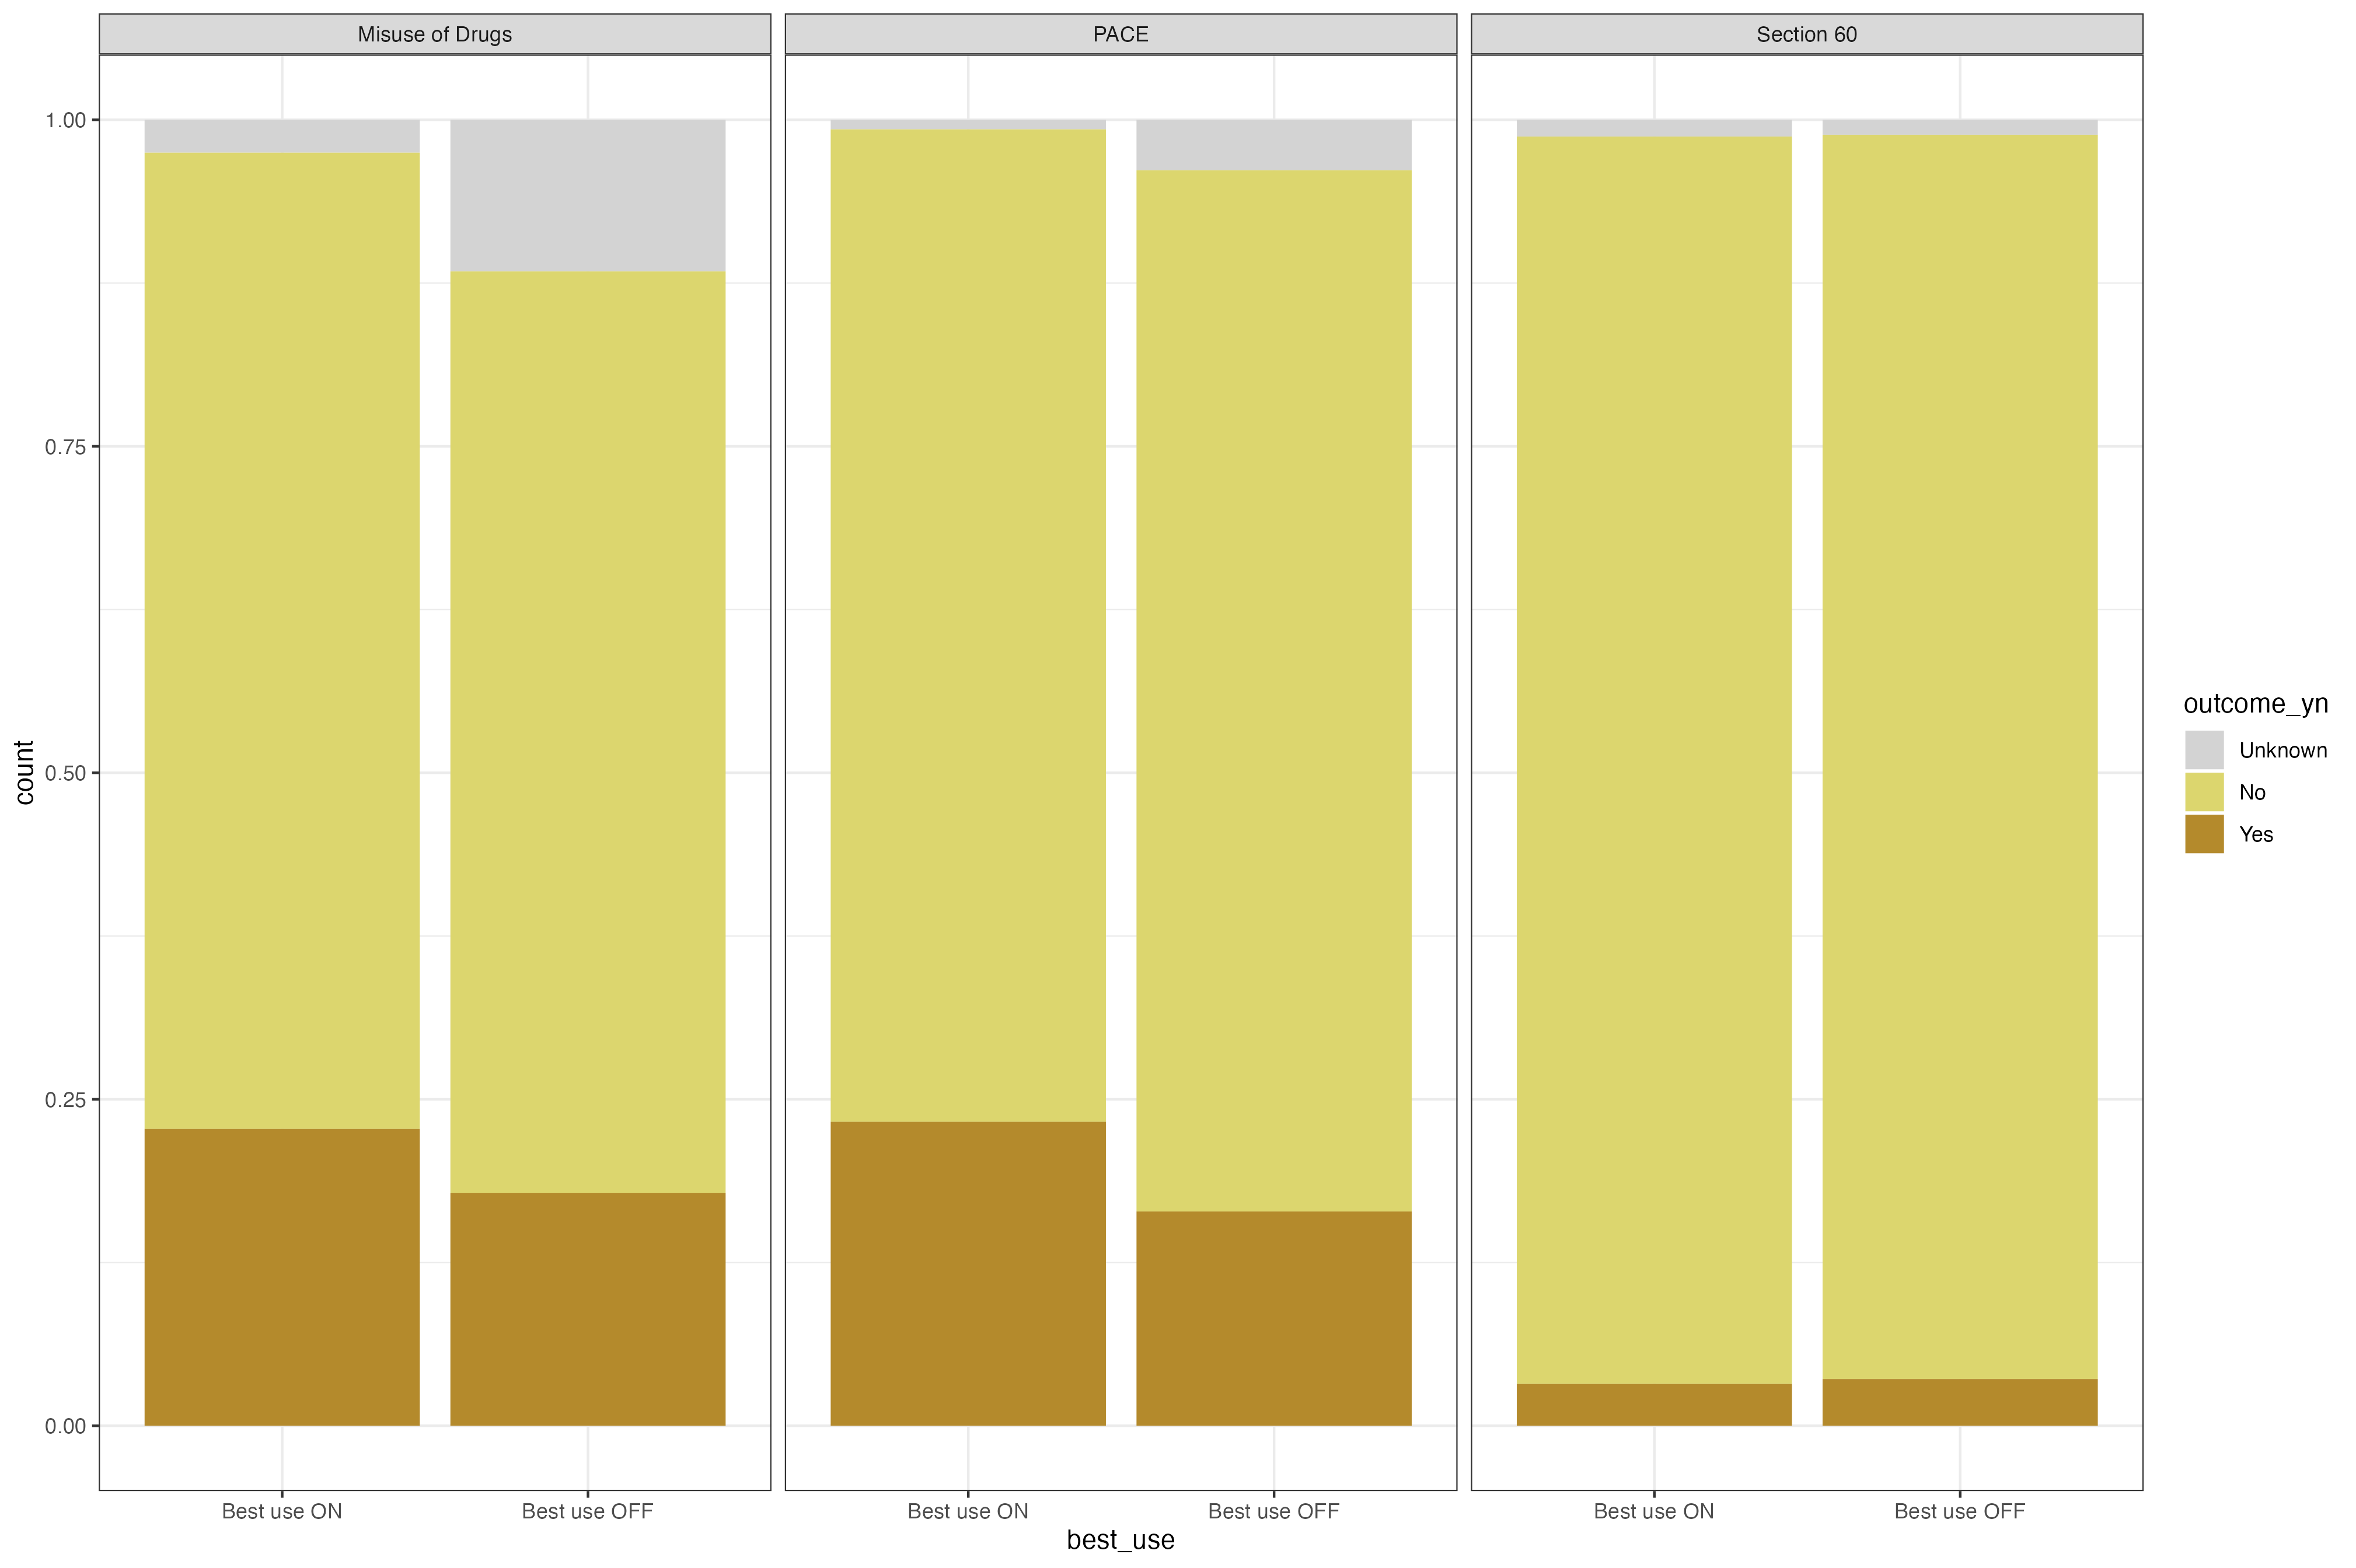 Misuse of Drugs
PACE
Section 60
1.00
0.75
0.50
0.25
0.00
count
Best use ON
Best use OFF
Best use ON
Best use OFF
Best use ON
Best use OFF
best_use
outcome_yn
Unknown
No
Yes